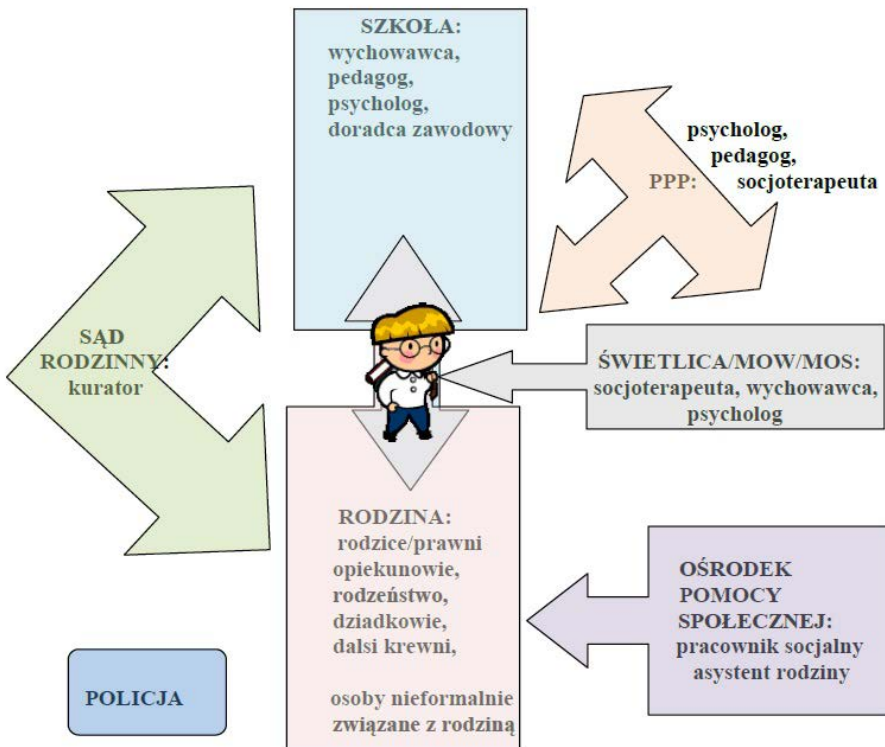 SZKOŁA:
wychowawca,
pedagog,
psycholog,
doradca zawodowy
psycholog,
pedagog,
socjoterapeuta
PPP:
SĄD
RODZINNY:
kurator
ŚWIETLICA/MOW/MOS:
socjoterapeuta, wychowawca,
psycholog
RODZINA:
rodzice/prawni
opiekunowie,
rodzeństwo,
dziadkowie,
dalsi krewni,
osoby nieformalnie
związane z rodziną
OŚRODEK
POMOCY
SPOŁECZNEJ:
pracownik socjalny
asystent rodziny
POLICJA